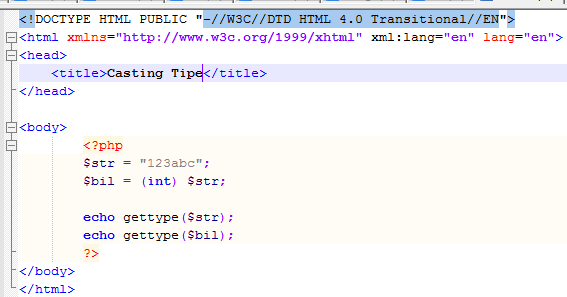 <!DOCTYPE HTML PUBLIC "-//W3C//DTD HTML 4.0 Transitional//EN">
<html xmlns="http://www.w3c.org/1999/xhtml" xml:lang="en" lang="en">
<head>
<title>Casting Tipe</title>
</head>
<body>
<?php
$str = "123abc";
$bil = (int) $str;
echo gettype($str);
echo gettype($bil);
?>
</body>
</html>